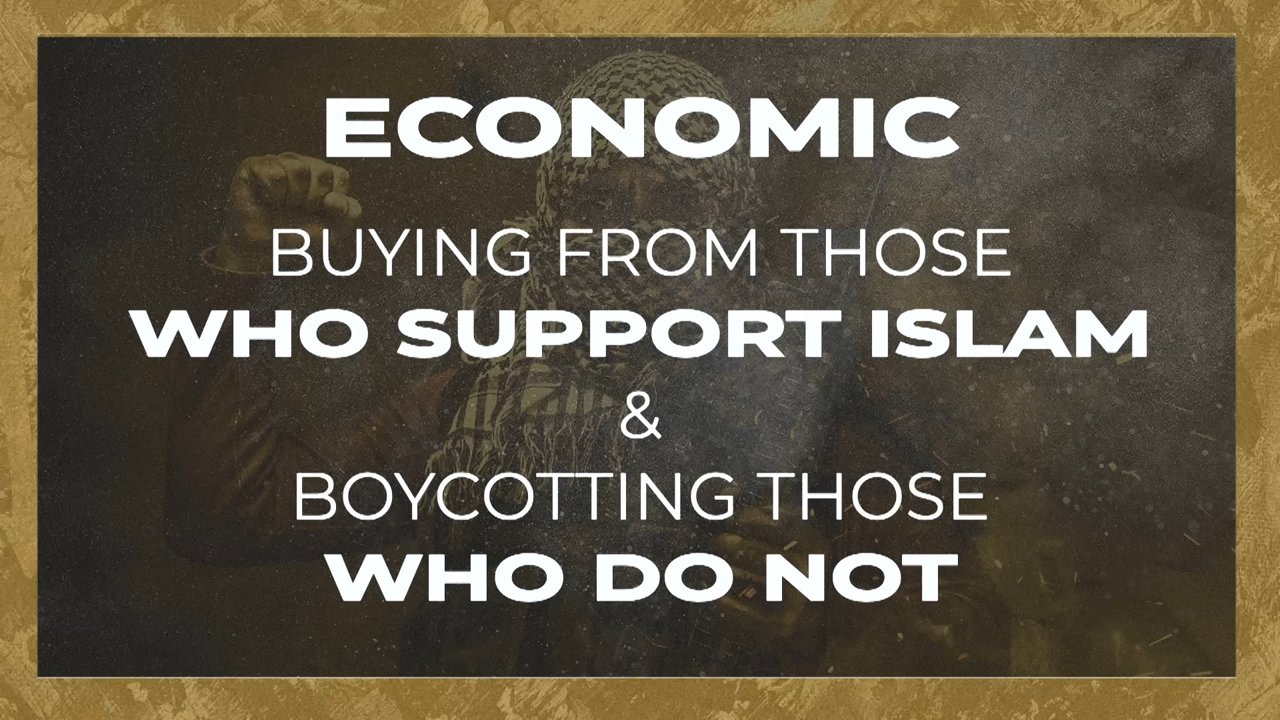 ECONOMIC
BUYING FROM THOSE
WHO SUPPORT ISLAM
&
BOYCOTTING THOSE
WHO DO NOT